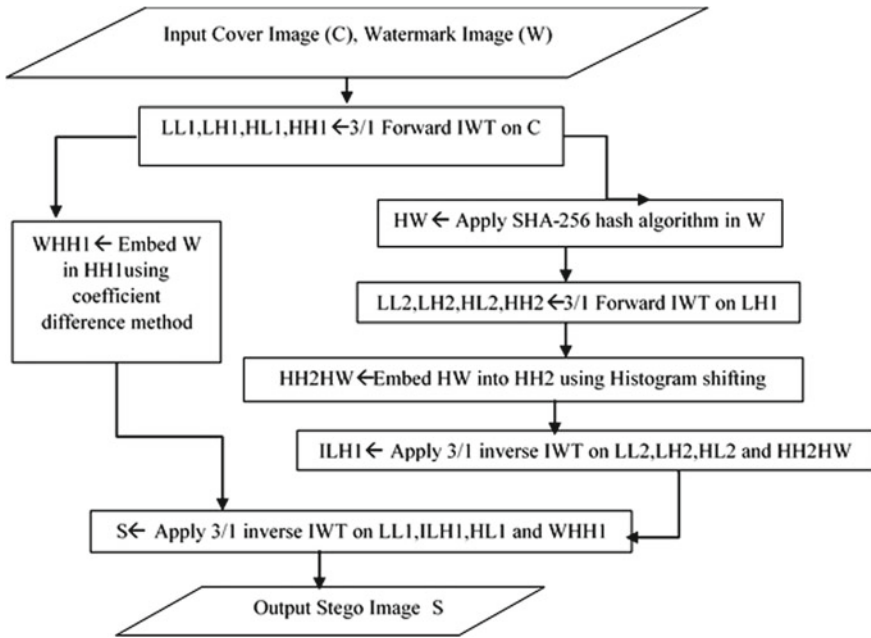 Input Cover Image (C), Watermark Image (W)
LL1,LH1,HL1,HH1 ←3/1 Forward IWT on C
WHH1← Embed W
in HH1using
coefficient
difference method
HW ← Apply SHA-256 hash algorithm in W
LL2,LH2,HL2,HH2 ←3/1 Forward IWT on LH1
HH2HW ←Embed HW into HH2 using Histogram shifting
ILH1 ← Apply 3/1 inverse IWT on LL2,LH2,HL2 and HH2HW
S← Apply 3/1 inverse IWT on LL1,ILH1,HL1 and WHH1
Output Stego Image S